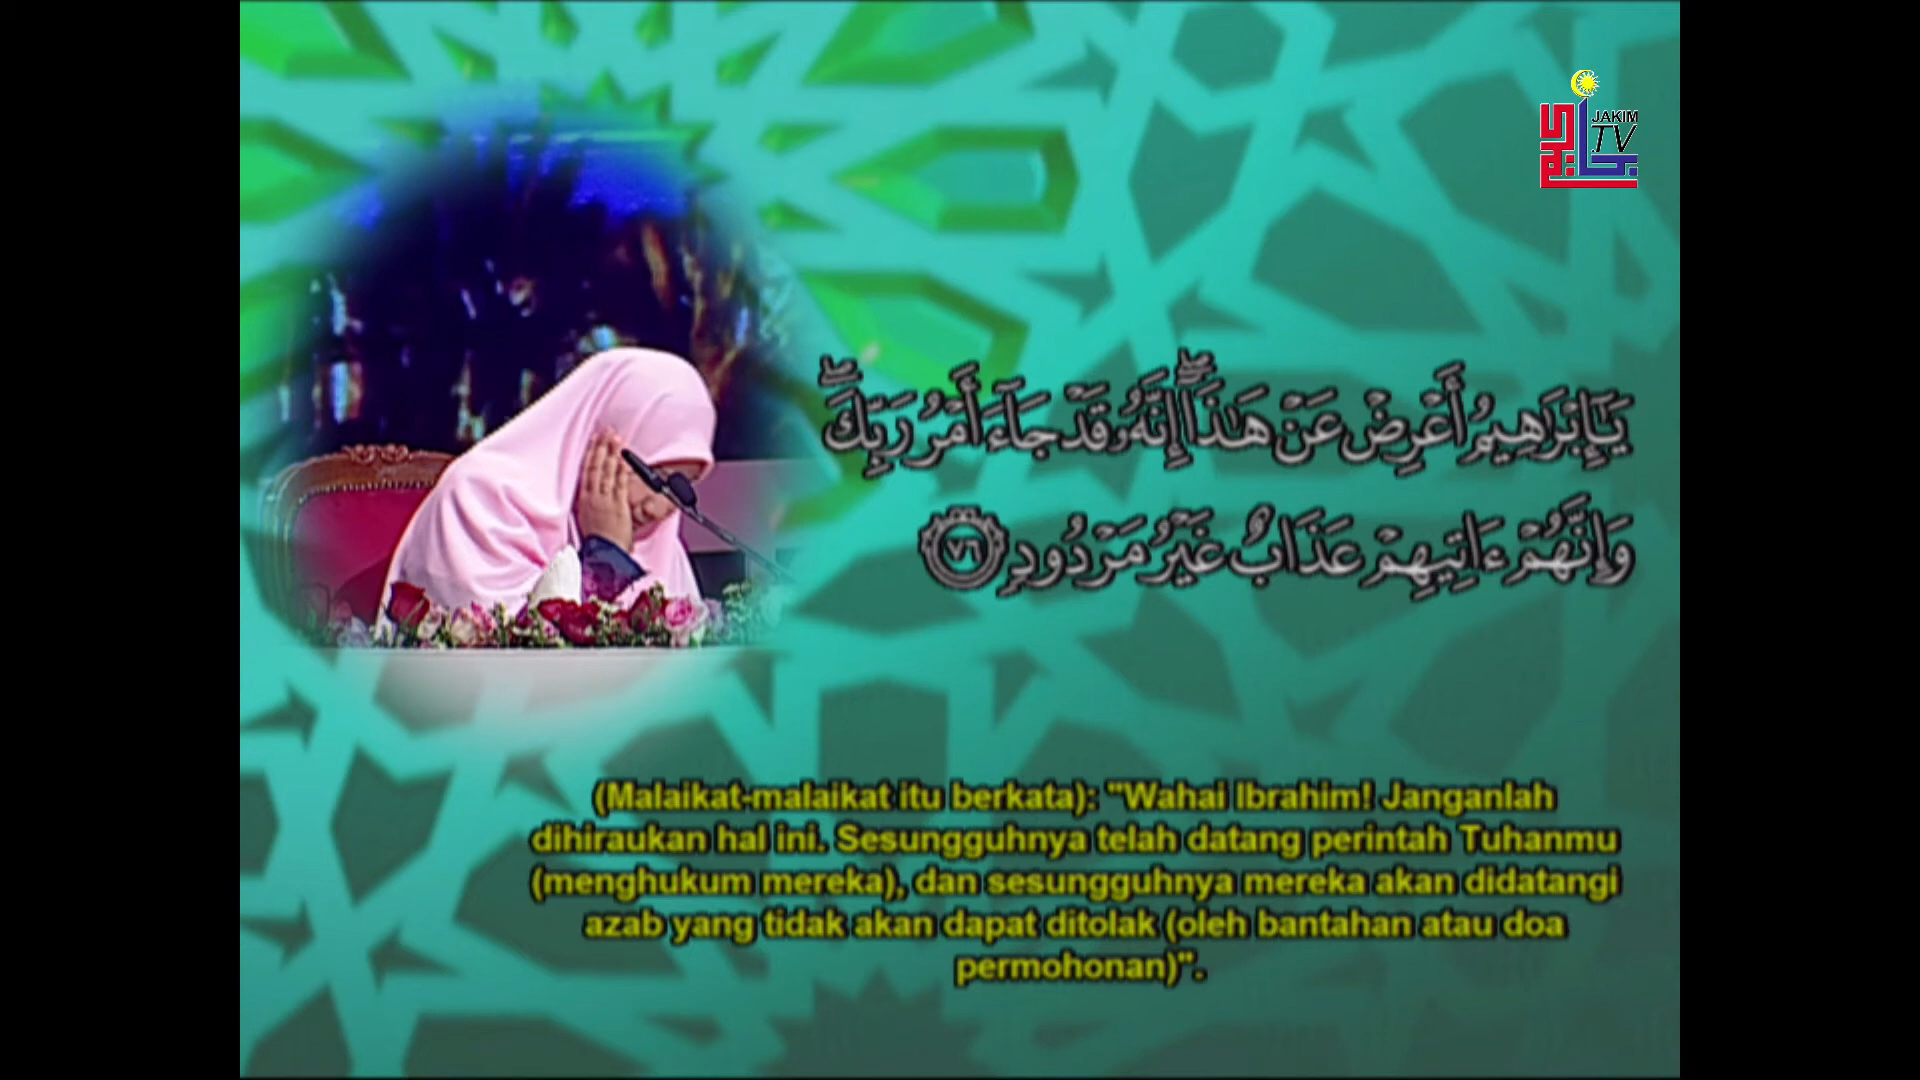 JAKIM
TV
يَـٰٓإِبْرَٰهِيمُ أَعْرِضْ عَنْ هَـٰذَآ ۖ إِنَّهُۥ قَدْ جَآءَ أَمْرُ رَبِّكَ ۖ
وَإِنَّهُمْ ءَاتِيهِمْ عَذَابٌ غَيْرُ مَرْدُودٍ ٧٦
(Malaikat-malaikat itu berkata): "Wahai Ibrahim! Janganlah
dihiraukan hal ini. Sesungguhnya telah datang perintah Tuhanmu
(menghukum mereka), dan sesungguhnya mereka akan didatangi
azab yang tidak akan dapat ditolak (oleh bantahan atau doa
permohonan)".